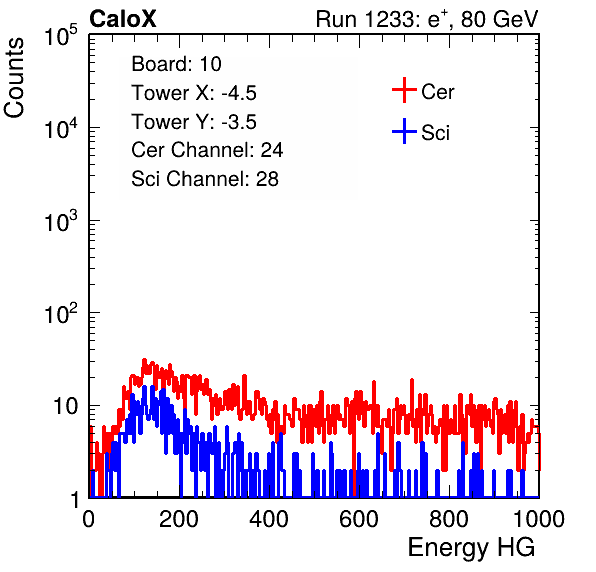 CaloX Run 1233: e⁺, 80 GeV
Counts
10⁵
10⁴
10³
10²
10
1
Board: 10
Tower X: -4.5
Tower Y: -3.5
Cer Channel: 24
Sci Channel: 28
Cer
Sci
0 200 400 600 800 1000
Energy HG